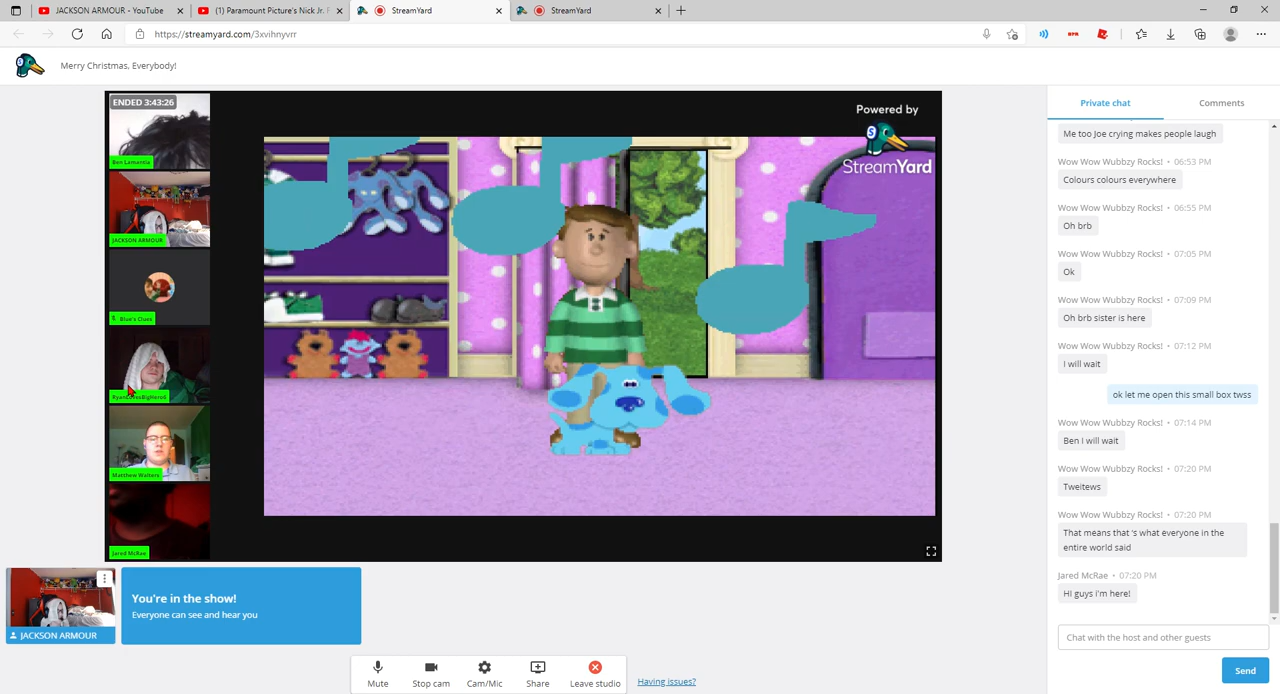 JACKSON ARMOUR - YouTube
(1) Paramount Picture's Nick Jr. F
StreamYard
StreamYard
https://streamyard.com/3xvihnyvrr
Merry Christmas, Everybody!
ENDED 3:43:26
Ben Lamantia
JACKSON ARMOUR
Blue's Clues
RyanLovesBigHero6
Matthew Walters
Jared McRae
Powered by
StreamYard
Private chat
Comments
Me too Joe crying makes people laugh
Wow Wow Wubbzy Rocks! • 06:53 PM
Colours colours everywhere
Wow Wow Wubbzy Rocks! • 06:55 PM
Oh brb
Wow Wow Wubbzy Rocks! • 07:05 PM
Ok
Wow Wow Wubbzy Rocks! • 07:09 PM
Oh brb sister is here
Wow Wow Wubbzy Rocks! • 07:12 PM
I will wait
ok let me open this small box twss
Wow Wow Wubbzy Rocks! • 07:14 PM
Ben I will wait
Wow Wow Wubbzy Rocks! • 07:20 PM
Tweitews
Wow Wow Wubbzy Rocks! • 07:20 PM
That means that 's what everyone in the
entire world said
Jared McRae • 07:20 PM
HI guys i'm here!
Chat with the host and other guests
Send
JACKSON ARMOUR
You're in the show!
Everyone can see and hear you
Mute
Stop cam
Cam/Mic
Share
Leave studio
Having issues?